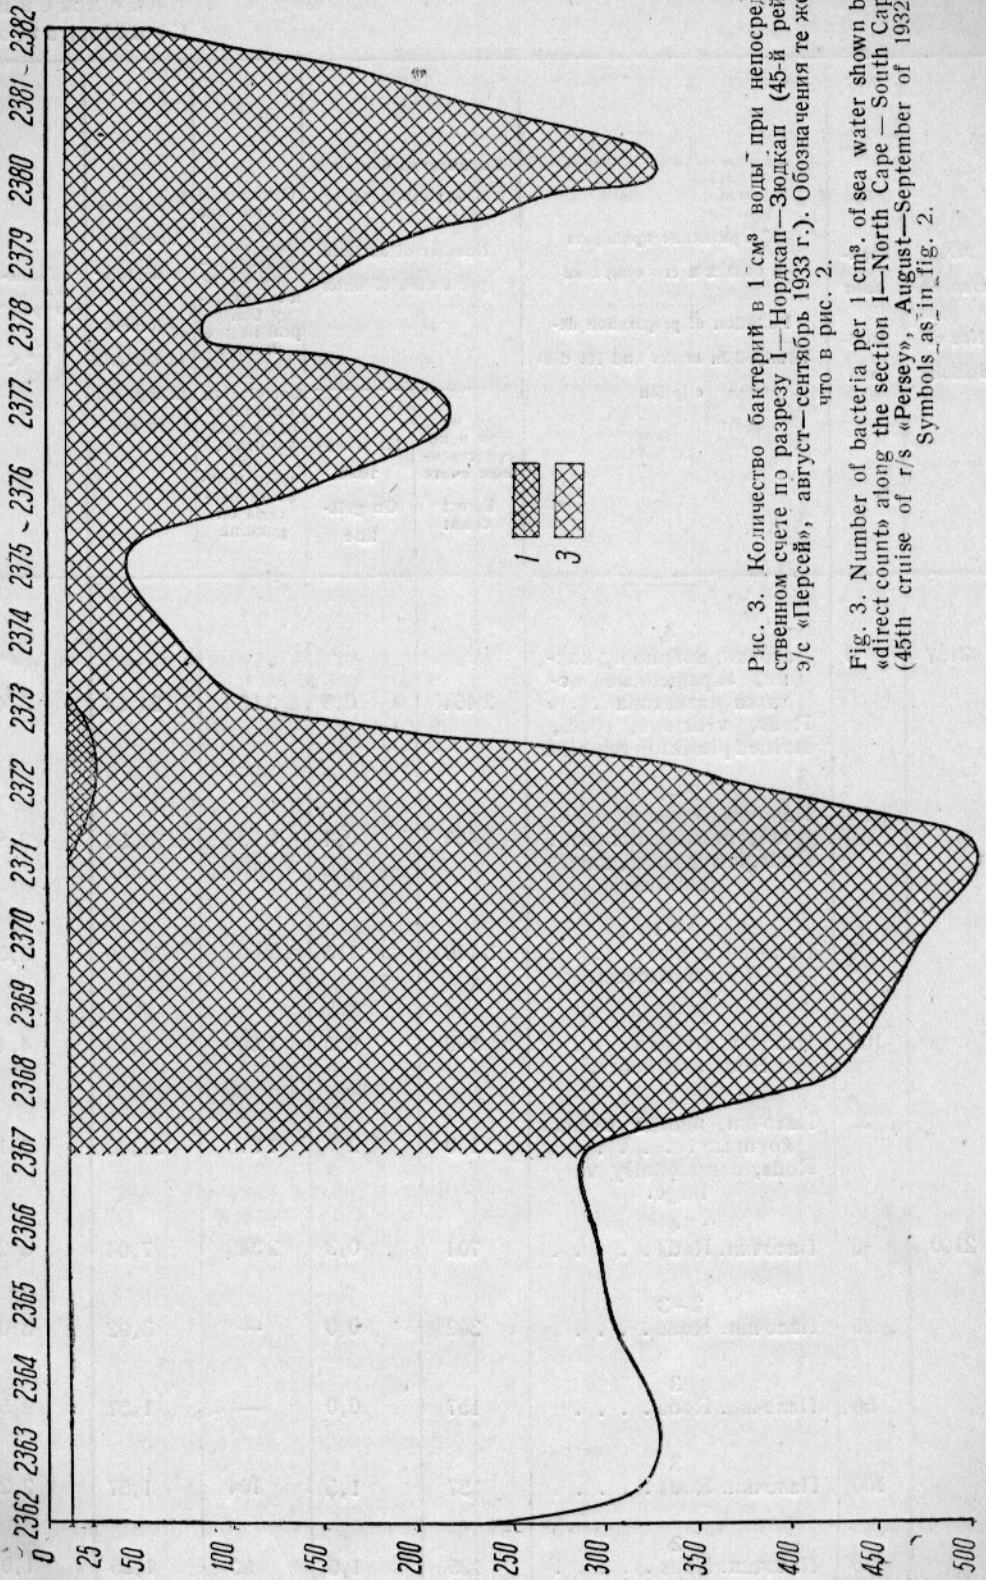 2362 2363 2364 2365 2366 2367 2368 2369 2370 2371 2372 2373 2374 2375 2376 2377 2378 2379 2380 2381 2382
0
25
50
100
150
200
250
300
350
400
450
500
1
3
Рис. 3. Количество бактерий в 1 см³ воды при непосред
ственном счете по разрезу I—Нордкап—Зюдкап (45-й рей
э/с «Персей», август—сентябрь 1933 г.). Обозначения те же
что в рис. 2.
Fig. 3. Number of bacteria per 1 cm³. of sea water shown b
«direct count» along the section I—North Cape — South Cap
(45th cruise of r/s «Persey», August—September of 1932
Symbols as in fig. 2.